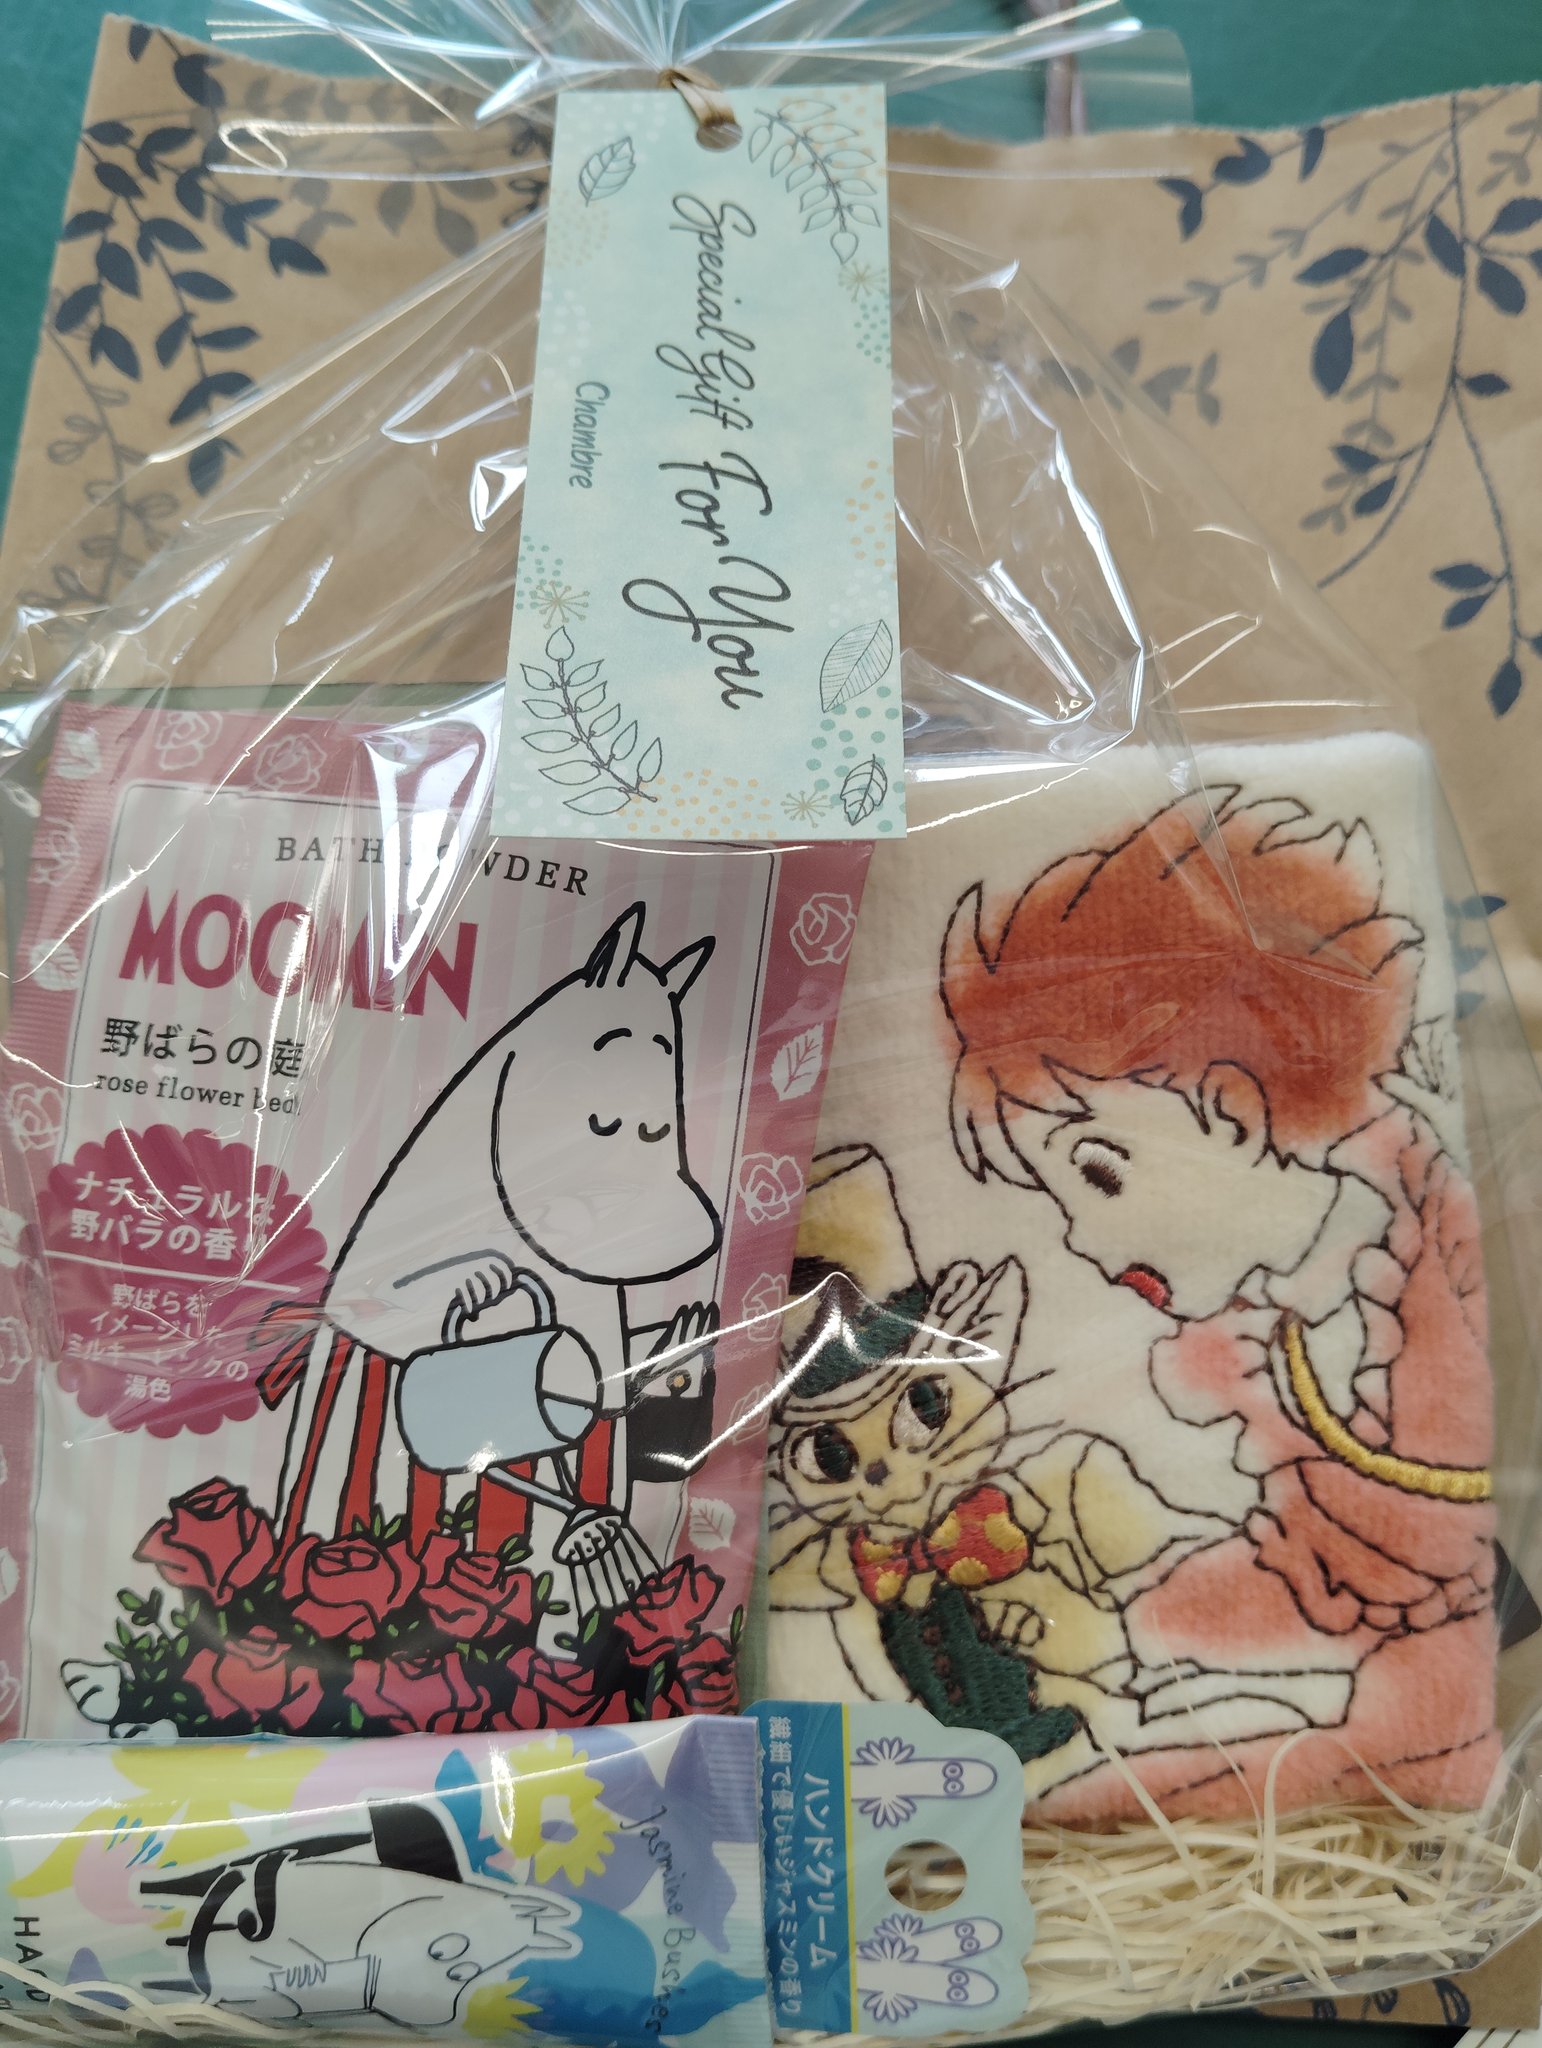 Special Gift For You
Chambre
BATH POWDER
MOOMIN
野ばらの庭
rose flower bed
ナチュラルな
野バラの香り
野ばらを
イメージした
ミルキーピンクの
湯色
Jasmine Bushes
HAND
ハンドクリーム
繊細で優しいジャスミンの香り